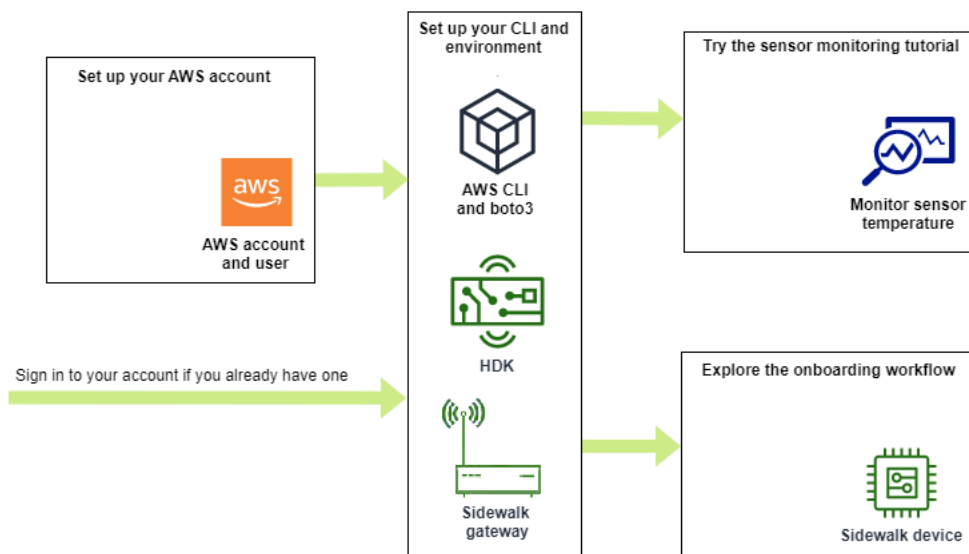 Set up your AWS account
aws
AWS account
and user
Sign in to your account if you already have one
Set up your CLI and
environment
AWS CLI
and boto3
HDK
Sidewalk
gateway
Try the sensor monitoring tutorial
Monitor sensor
temperature
Explore the onboarding workflow
Sidewalk device